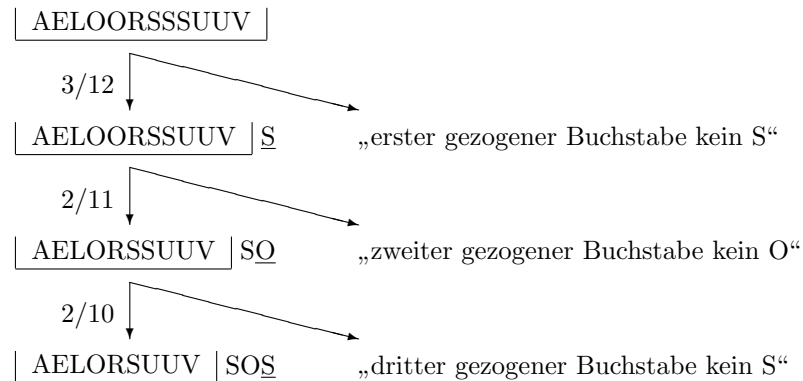 AELOORSSSUUV
3/12
AELOORSSUUV S „erster gezogener Buchstabe kein S“
2/11
AELORSSUUV SO „zweiter gezogener Buchstabe kein O“
2/10
AELORSUUV SOS „dritter gezogener Buchstabe kein S“